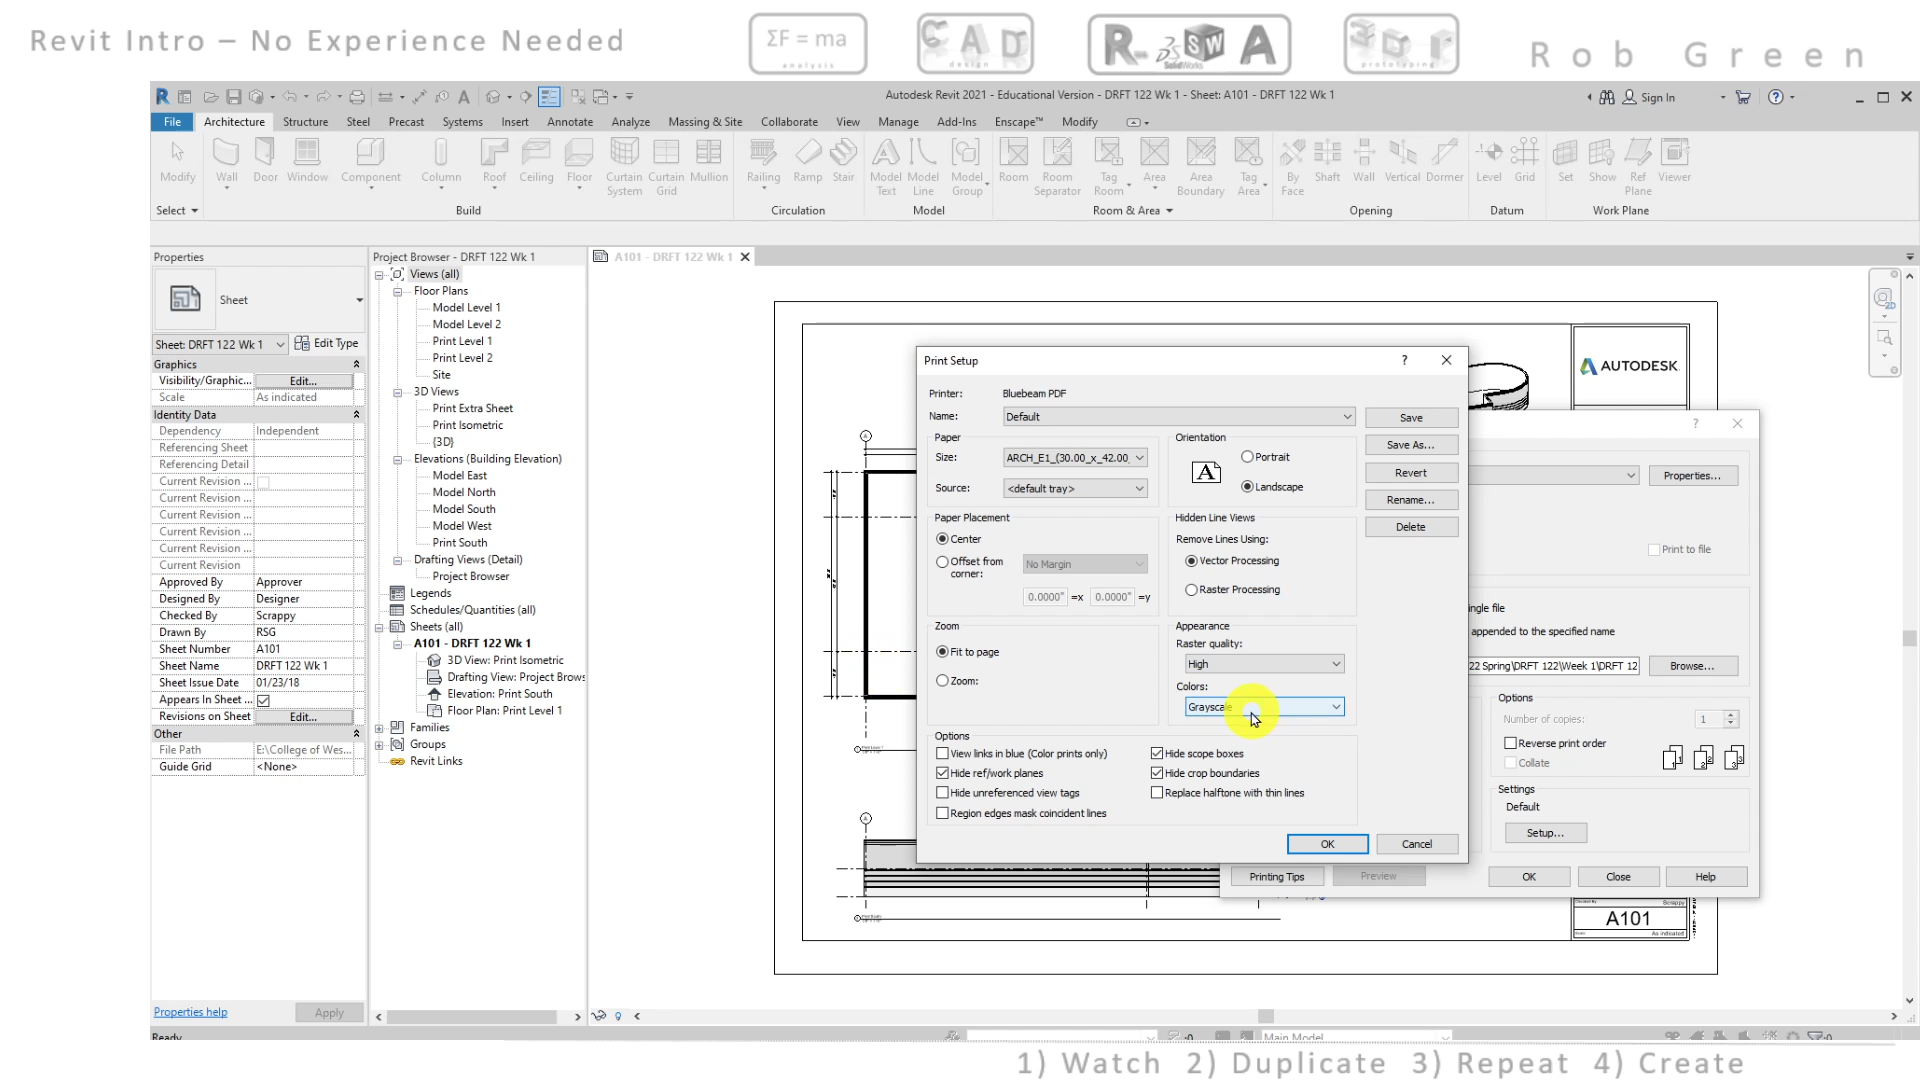 Revit Intro – No Experience Needed
ΣF = ma
analysis
CAD
design
R
SW
SolidWorks
A
prototyping
Rob Green
Autodesk Revit 2021 - Educational Version - DRFT 122 Wk 1 - Sheet: A101 - DRFT 122 Wk 1
Sign In
File Architecture Structure Steel Precast Systems Insert Annotate Analyze Massing & Site Collaborate View Manage Add-Ins Enscape™ Modify
Modify Wall Door Window Component Column Roof Ceiling Floor Curtain System Curtain Grid Mullion Railing Ramp Stair Model Text Model Line Model Group Room Room Separator Tag Room Area Area Boundary Tag Area By Face Shaft Wall Vertical Dormer Level Grid Set Show Ref Plane Viewer
Select Build Circulation Model Room & Area Opening Datum Work Plane
Properties
Sheet
Sheet: DRFT 122 Wk 1 Edit Type
Graphics
Visibility/Graphic... Edit...
Scale As indicated
Identity Data
Dependency Independent
Referencing Sheet
Referencing Detail
Current Revision ...
Current Revision ...
Current Revision ...
Current Revision ...
Current Revision ...
Current Revision
Approved By Approver
Designed By Designer
Checked By Scrappy
Drawn By RSG
Sheet Number A101
Sheet Name DRFT 122 Wk 1
Sheet Issue Date 01/23/18
Appears In Sheet ...
Revisions on Sheet Edit...
Other
File Path E:\College of Wes...
Guide Grid <None>
Properties help Apply
Ready
Project Browser - DRFT 122 Wk 1
Views (all)
Floor Plans
Model Level 1
Model Level 2
Print Level 1
Print Level 2
Site
3D Views
Print Extra Sheet
Print Isometric
{3D}
Elevations (Building Elevation)
Model East
Model North
Model South
Model West
Print South
Drafting Views (Detail)
Project Browser
Legends
Schedules/Quantities (all)
Sheets (all)
A101 - DRFT 122 Wk 1
3D View: Print Isometric
Drafting View: Project Brows
Elevation: Print South
Floor Plan: Print Level 1
Families
Groups
Revit Links
A101 - DRFT 122 Wk 1
AUTODESK.
Print Setup
Printer: Bluebeam PDF
Name: Default
Paper
Size: ARCH_E1_(30.00_x_42.00_
Source: <default tray>
Orientation
Portrait
Landscape
Paper Placement
Center
Offset from corner: No Margin
0.0000" =x 0.0000" =y
Hidden Line Views
Remove Lines Using:
Vector Processing
Raster Processing
Zoom
Fit to page
Zoom:
Appearance
Raster quality:
High
Colors:
Grayscale
Options
View links in blue (Color prints only)
Hide ref/work planes
Hide unreferenced view tags
Region edges mask coincident lines
Hide scope boxes
Hide crop boundaries
Replace halftone with thin lines
Save
Save As...
Revert
Rename...
Delete
OK Cancel
Properties...
Print to file
ingle file
appended to the specified name
22 Spring\DRFT 122\Week 1\DRFT 12 Browse...
Options
Number of copies: 1
Reverse print order
Collate
Settings
Default
Setup...
Printing Tips Preview OK Close Help
Scrappy
A101
As indicated
Main Model
1) Watch 2) Duplicate 3) Repeat 4) Create